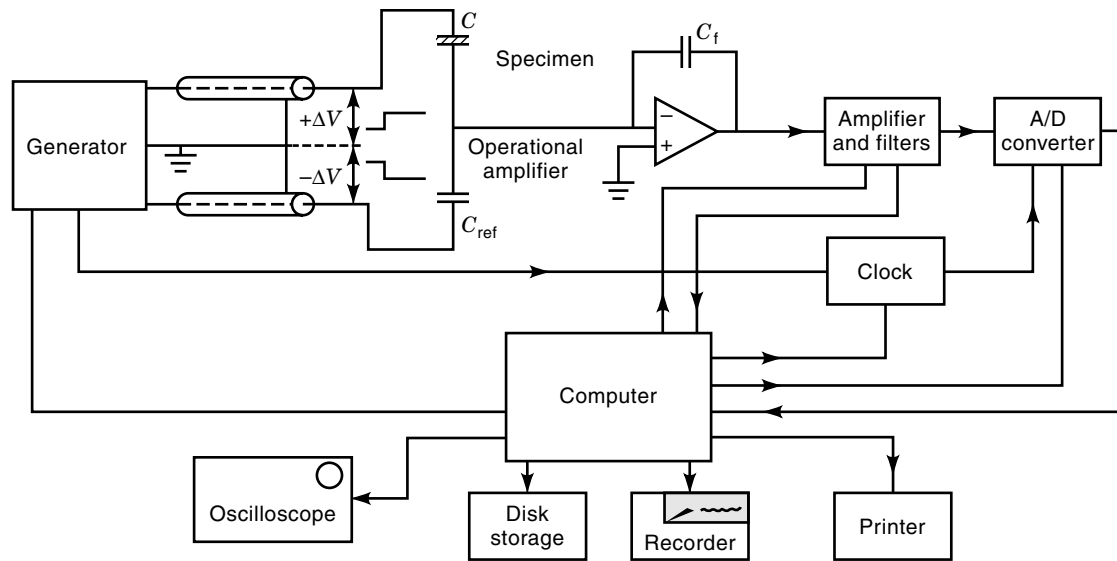 C
C_f
Specimen
Generator
+ΔV
−ΔV
Operational
amplifier
−
+
Amplifier
and filters
A/D
converter
C_ref
Clock
Computer
Oscilloscope
Disk
storage
Recorder
Printer